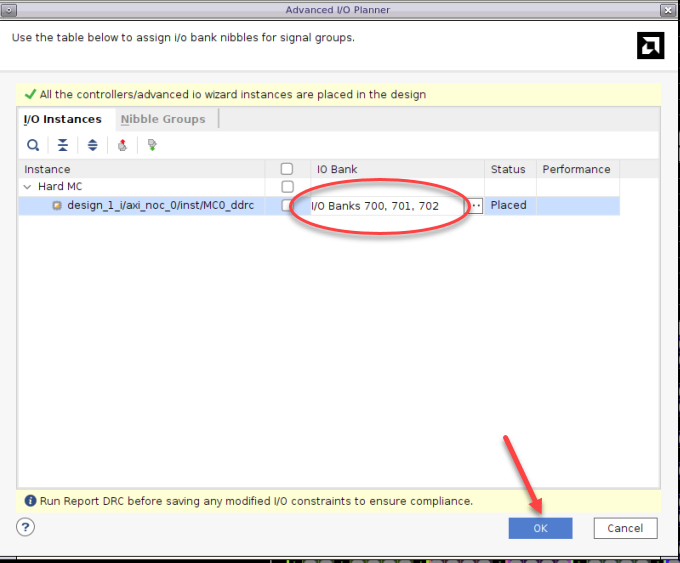 Advanced I/O Planner
Use the table below to assign i/o bank nibbles for signal groups.
All the controllers/advanced io wizard instances are placed in the design
I/O Instances Nibble Groups
Instance IO Bank Status Performance
Hard MC
design_1_i/axi_noc_0/inst/MC0_ddrc I/O Banks 700, 701, 702 ... Placed
Run Report DRC before saving any modified I/O constraints to ensure compliance.
? OK Cancel